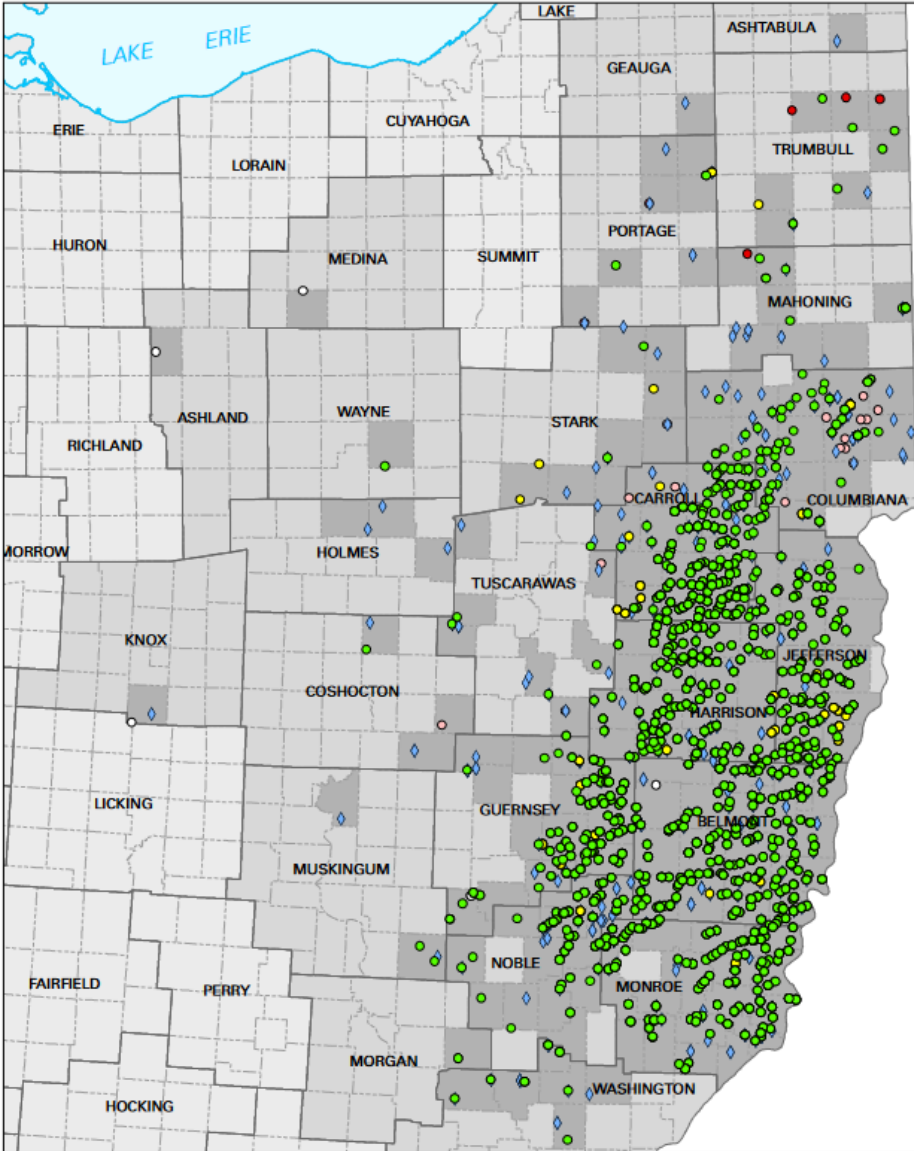 LAKE
ASHTABULA
LAKE ERIE
GEAUGA
CUYAHOGA
ERIE
TRUMBULL
LORAIN
PORTAGE
HURON
MEDINA
SUMMIT
MAHONING
WAYNE
ASHLAND
STARK
RICHLAND
CARROLL
COLUMBIANA
MORROW
HOLMES
TUSCARAWAS
KNOX
JEFFERSON
COSHOCTON
HARRISON
LICKING
GUERNSEY
BELMONT
MUSKINGUM
NOBLE
FAIRFIELD
PERRY
MONROE
MORGAN
WASHINGTON
HOCKING